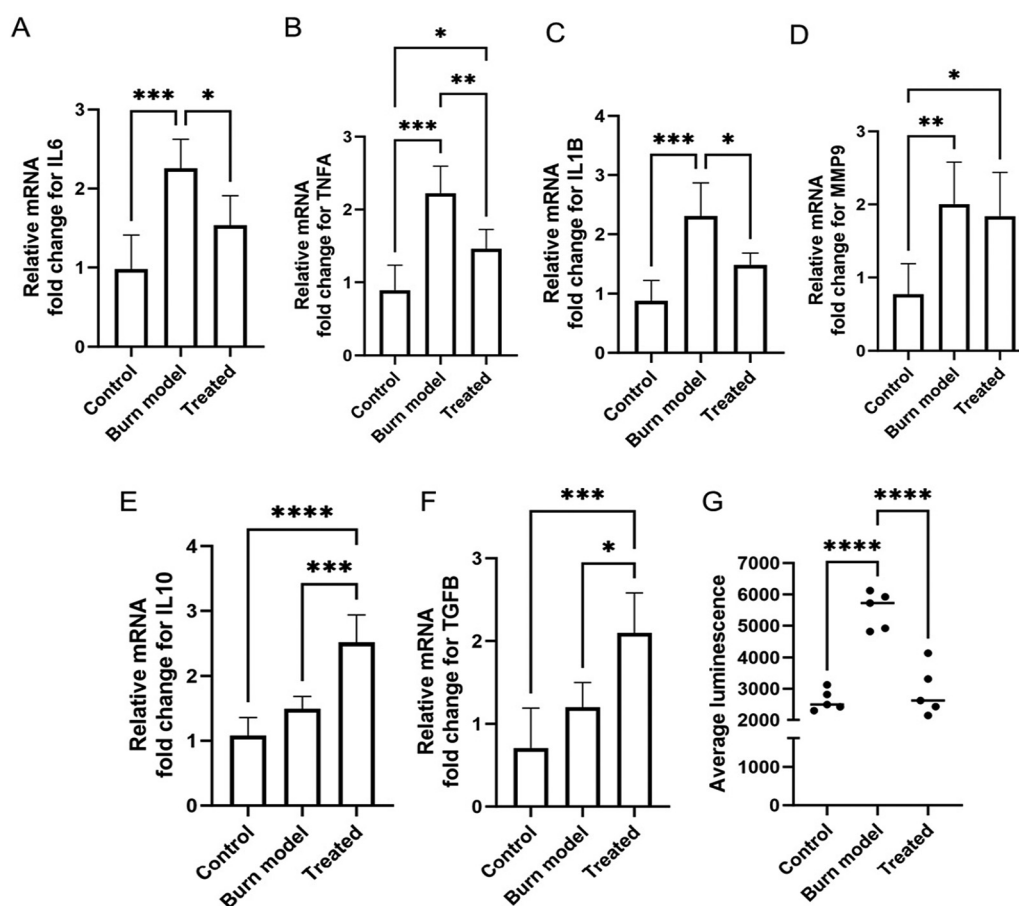 A
*** *
3
2
1
0
Relative mRNA
fold change for IL6
Control
Burn model
Treated
B
*
**
***
3
2
1
0
Relative mRNA
fold change for TNFA
Control
Burn model
Treated
C
*** *
4
3
2
1
0
Relative mRNA
fold change for IL1B
Control
Burn model
Treated
D
*
**
3
2
1
0
Relative mRNA
fold change for MMP9
Control
Burn model
Treated
E
****
***
4
3
2
1
0
Relative mRNA
fold change for IL10
Control
Burn model
Treated
F
***
*
3
2
1
0
Relative mRNA
fold change for TGFB
Control
Burn model
Treated
G
****
****
7000
6000
5000
4000
3000
2000
1000
0
Average luminescence
Control
Burn model
Treated